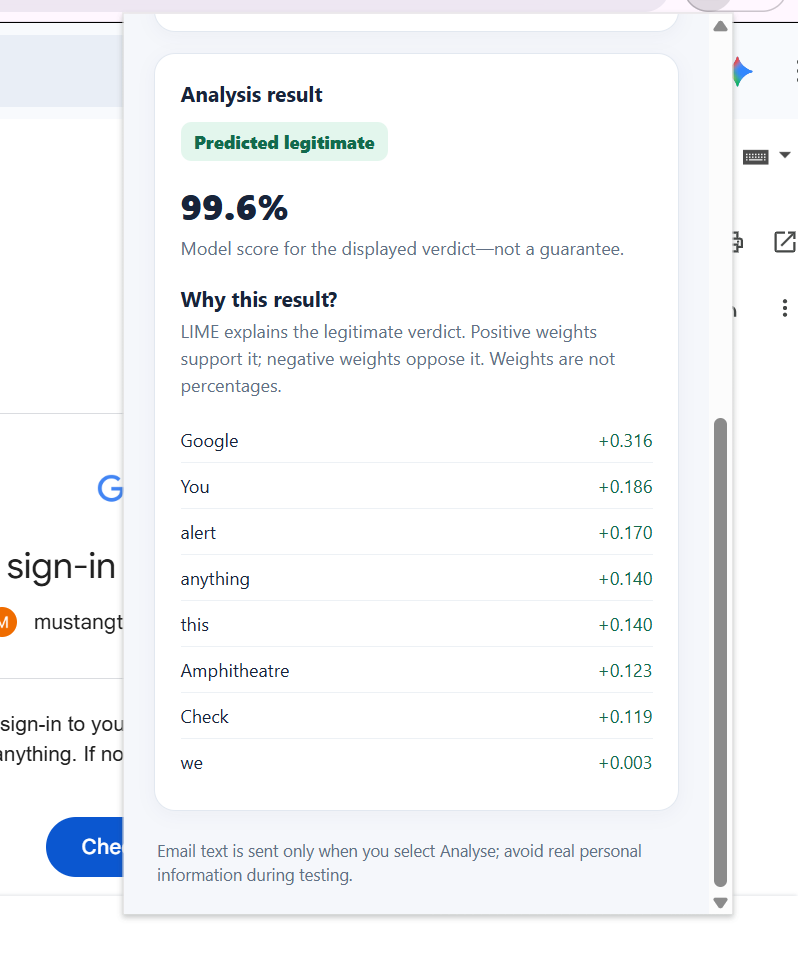 Analysis result
Predicted legitimate
99.6%
Model score for the displayed verdict—not a guarantee.
Why this result?
LIME explains the legitimate verdict. Positive weights
support it; negative weights oppose it. Weights are not
percentages.
Google +0.316
You +0.186
alert +0.170
anything +0.140
this +0.140
Amphitheatre +0.123
Check +0.119
we +0.003
Email text is sent only when you select Analyse; avoid real personal
information during testing.
G
sign-in
M mustangt
sign-in to you
anything. If no
Che